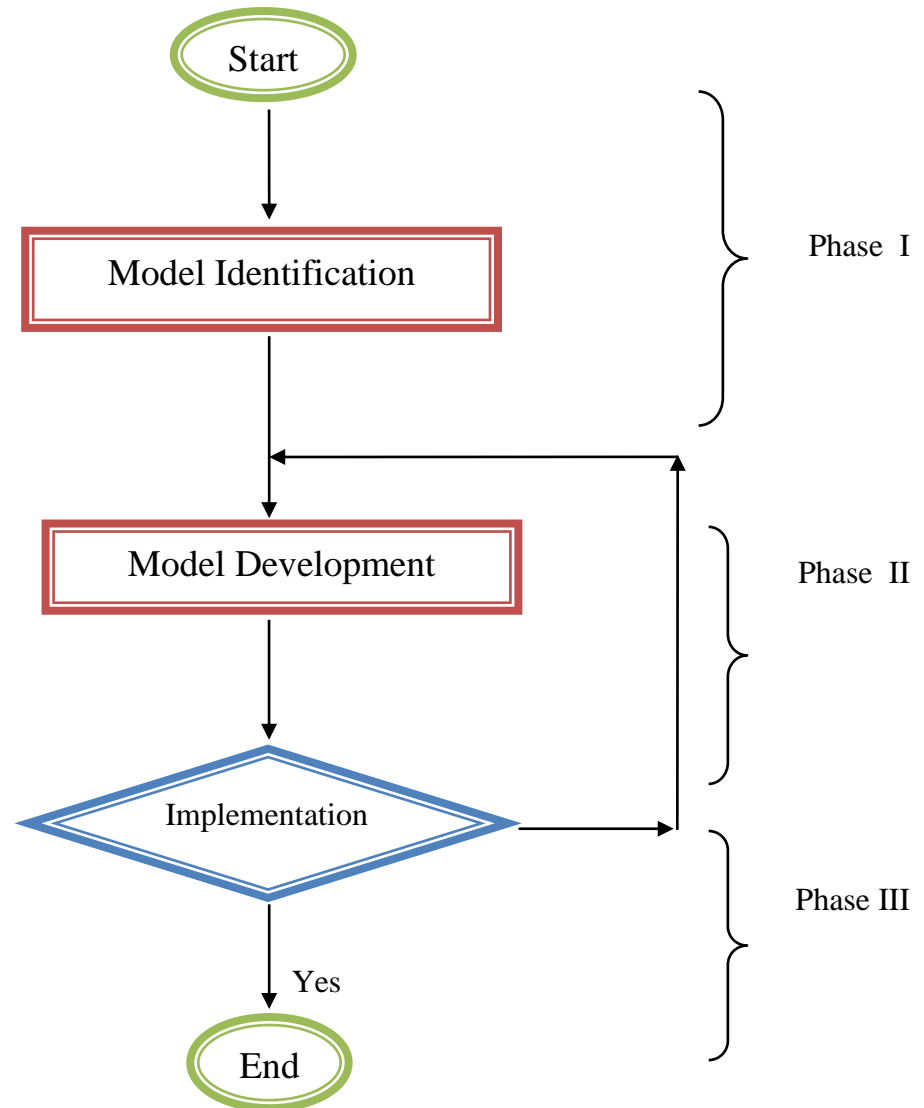 Start
Model Identification
Phase I
Model Development
Phase II
Implementation
Phase III
Yes
End